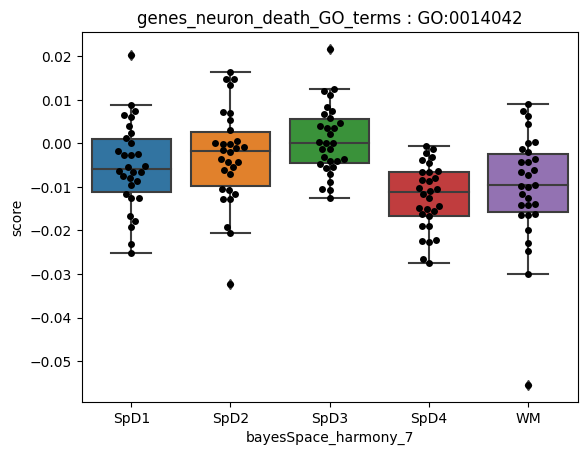 genes_neuron_death_GO_terms : GO:0014042
0.02
0.01
0.00
−0.01
−0.02
−0.03
−0.04
−0.05
score
SpD1 SpD2 SpD3 SpD4 WM
bayesSpace_harmony_7